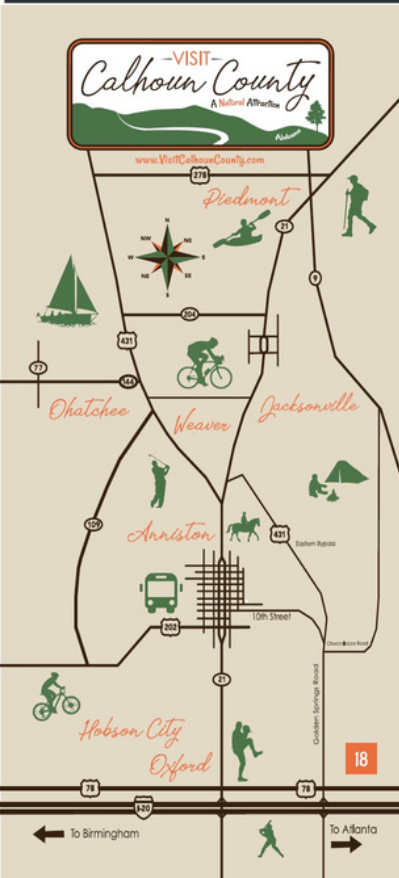 VISIT
Calhoun County
A Natural Attraction
Alabama
www.VisitCalhounCounty.com
278
Piedmont
21
N
NW NE
W E
NE SE
S
9
204
431
77
144
Ohatchee
Weaver
Jacksonville
109
Anniston
431
Eastern Bypass
10th Street
202
Choccolocco Road
21
Golden Springs Road
Hobson City
Oxford
18
78 78
I-20
To Birmingham
To Atlanta